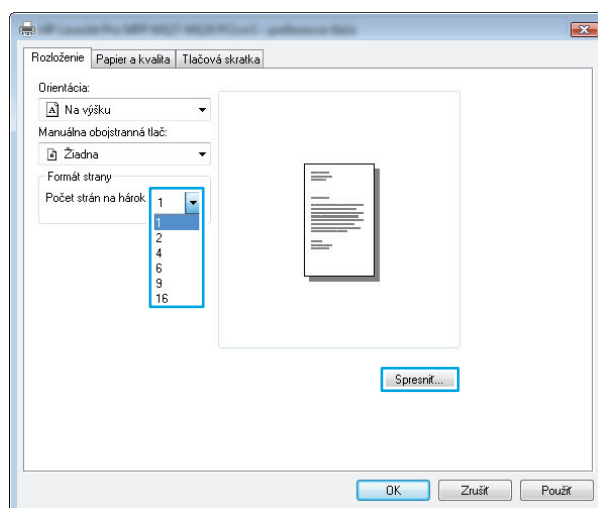 Rozloženie Papier a kvalita Tlačová skratka
Orientácia:
Na výšku
Manuálna obojstranná tlač:
Žiadna
Formát strany
Počet strán na hárok 1
1
2
4
6
9
16
Spresniť...
OK Zrušiť Použiť